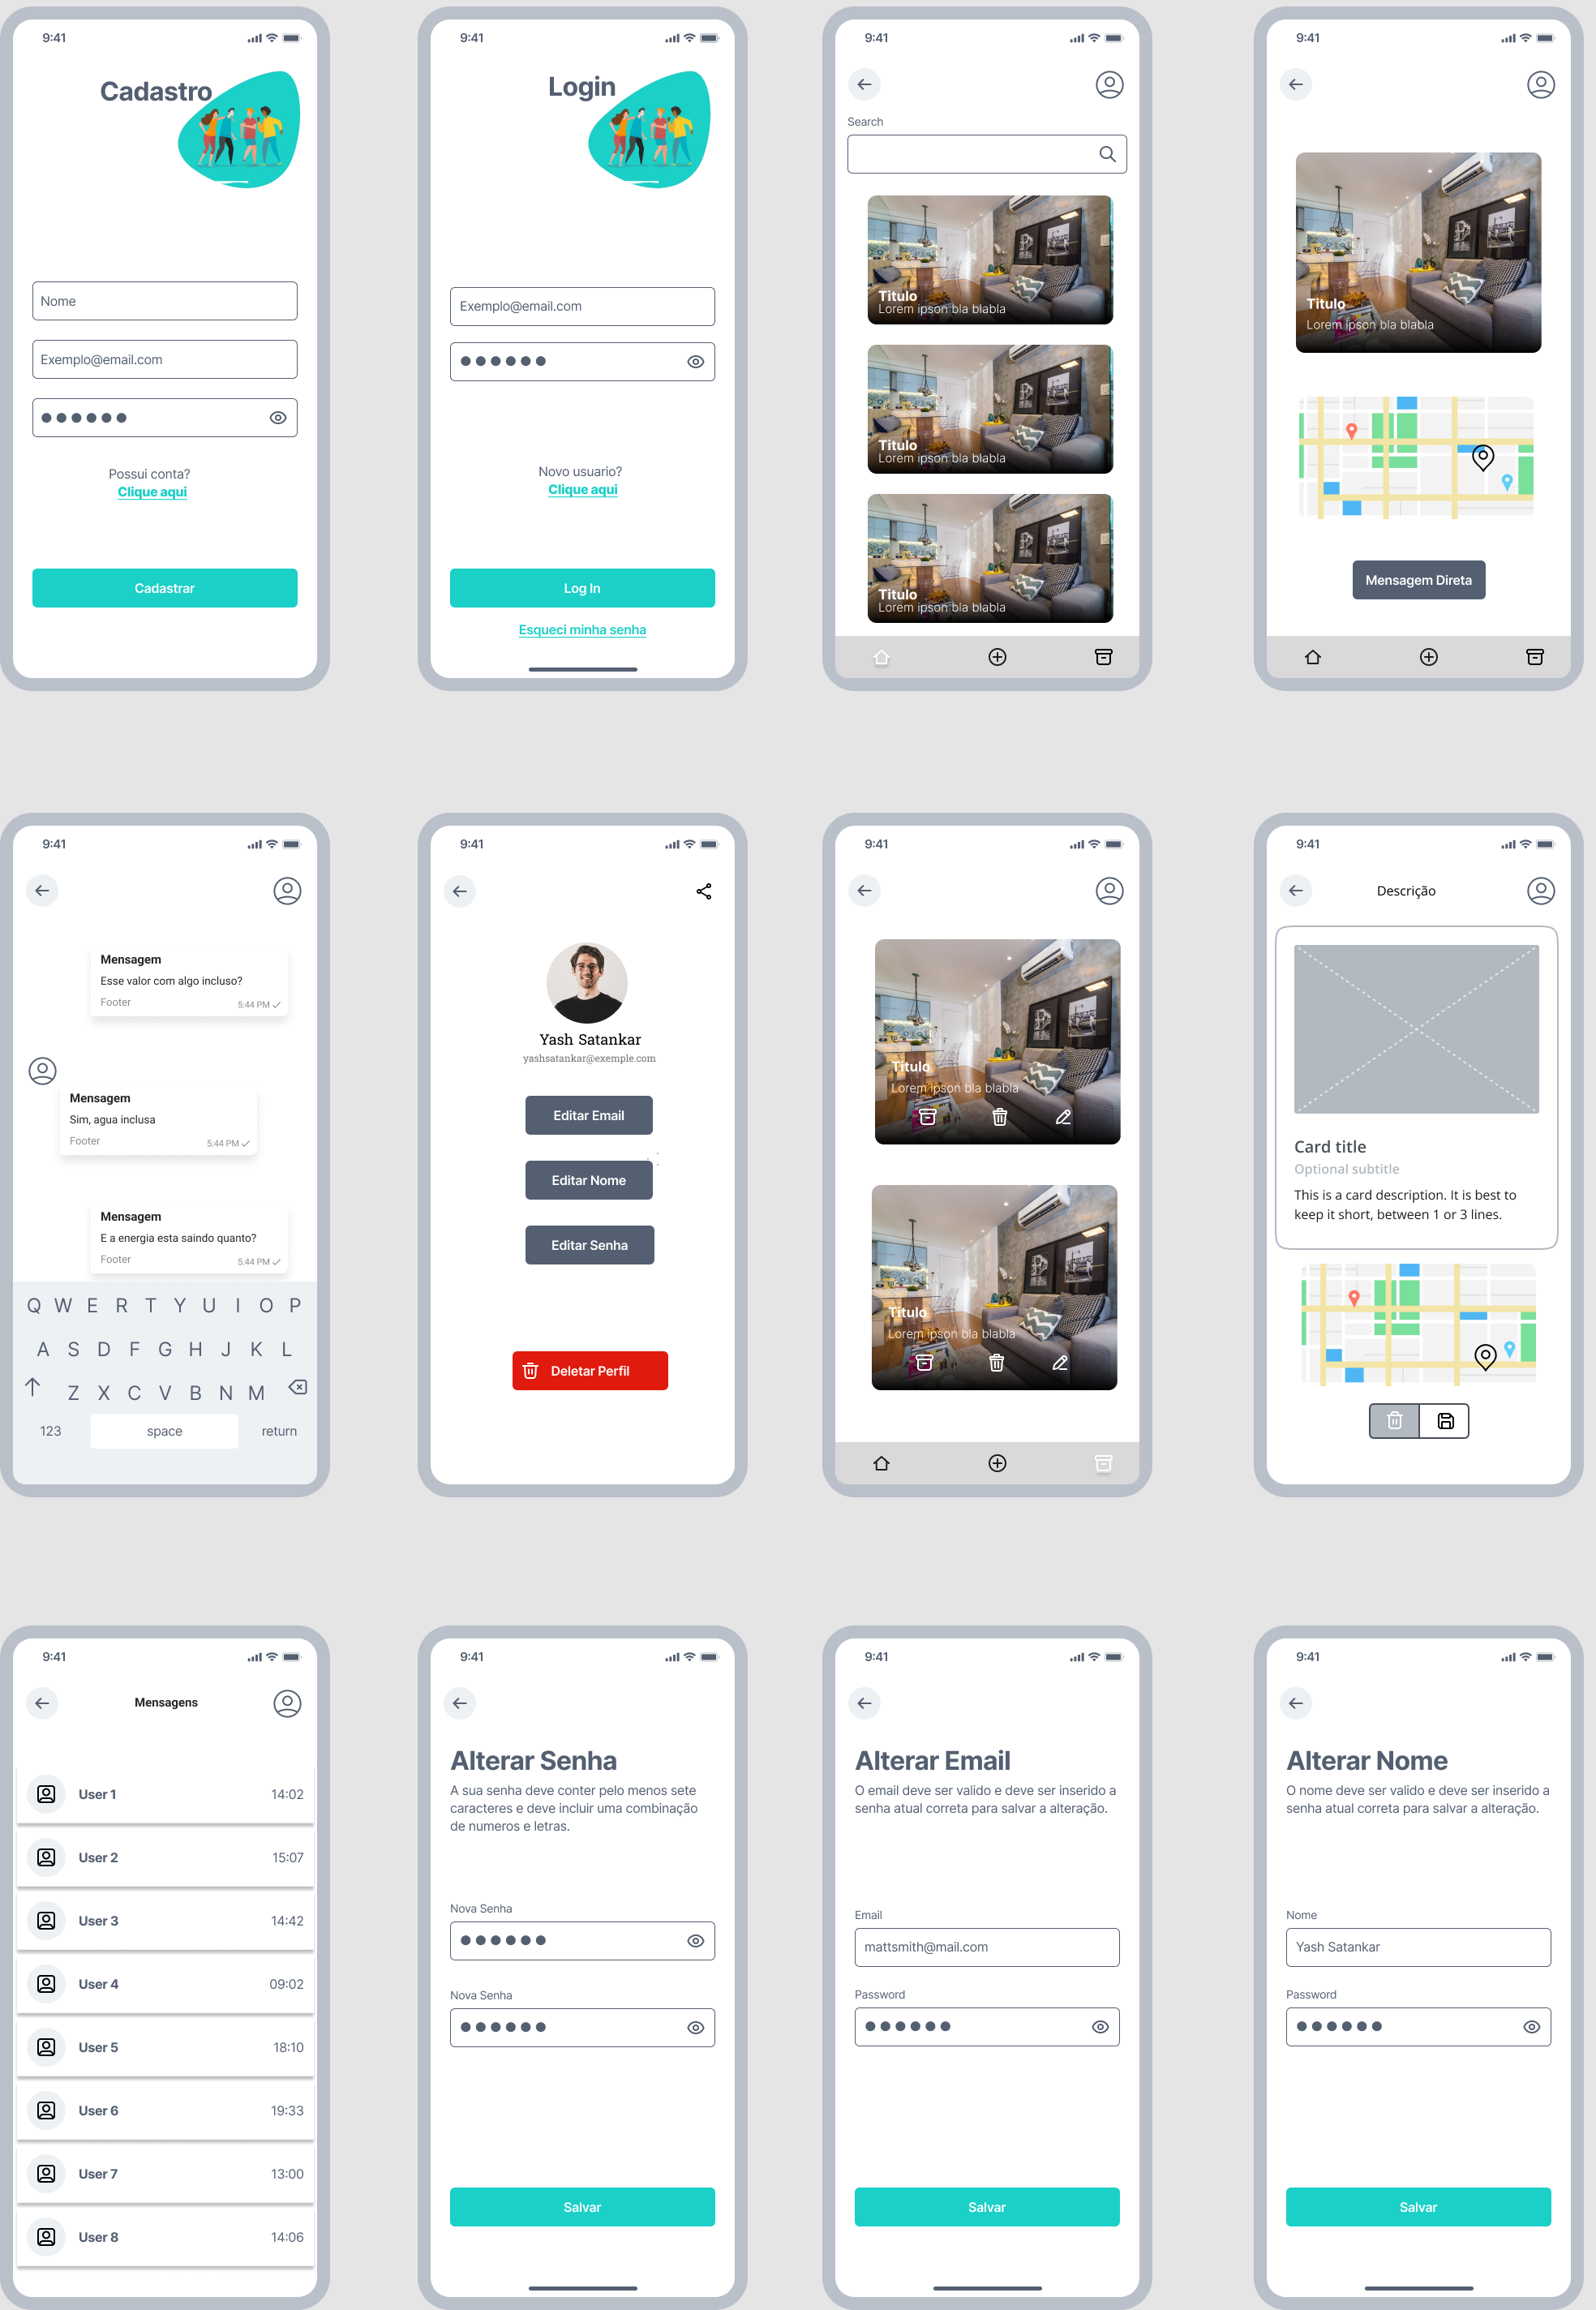 9:41
Cadastro
Nome
Exemplo@email.com
Possui conta?
Clique aqui
Cadastrar
9:41
Login
Exemplo@email.com
Novo usuario?
Clique aqui
Log In
Esqueci minha senha
9:41
Search
Titulo
Lorem ipson bla blabla
Titulo
Lorem ipson bla blabla
Titulo
Lorem ipson bla blabla
9:41
Titulo
Lorem ipson bla blabla
Mensagem Direta
9:41
Mensagem
Esse valor com algo incluso?
Footer
5:44 PM
Mensagem
Sim, agua inclusa
Footer
5:44 PM
Mensagem
E a energia esta saindo quanto?
Footer
5:44 PM
Q W E R T Y U I O P
A S D F G H J K L
Z X C V B N M
123 space return
9:41
Yash Satankar
yashsatankar@exemple.com
Editar Email
Editar Nome
Editar Senha
Deletar Perfil
9:41
Titulo
Lorem ipson bla blabla
Titulo
Lorem ipson bla blabla
9:41
Descrição
Card title
Optional subtitle
This is a card description. It is best to
keep it short, between 1 or 3 lines.
9:41
Mensagens
User 1 14:02
User 2 15:07
User 3 14:42
User 4 09:02
User 5 18:10
User 6 19:33
User 7 13:00
User 8 14:06
9:41
Alterar Senha
A sua senha deve conter pelo menos sete
caracteres e deve incluir uma combinação
de numeros e letras.
Nova Senha
Nova Senha
Salvar
9:41
Alterar Email
O email deve ser valido e deve ser inserido a
senha atual correta para salvar a alteração.
Email
mattsmith@mail.com
Password
Salvar
9:41
Alterar Nome
O nome deve ser valido e deve ser inserido a
senha atual correta para salvar a alteração.
Nome
Yash Satankar
Password
Salvar